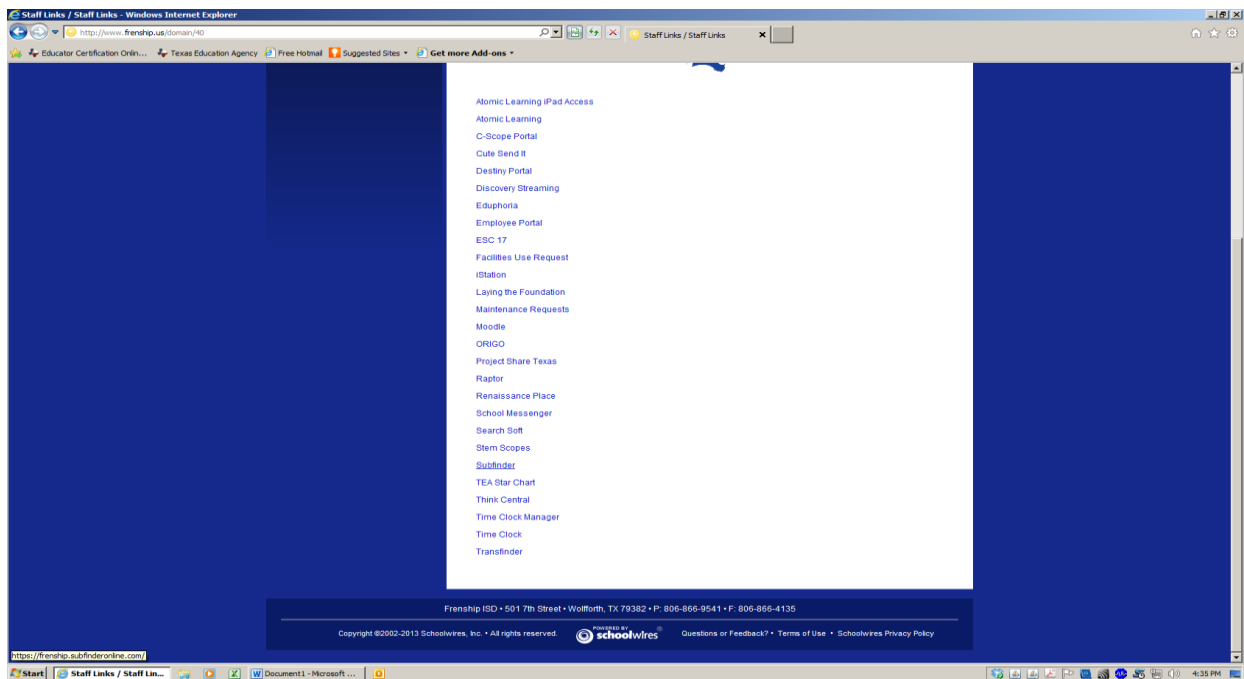 Staff Links / Staff Links - Windows Internet Explorer
http://www.frenship.us/domain/40
Staff Links / Staff Links
Educator Certification Onlin...
Texas Education Agency
Free Hotmail
Suggested Sites
Get more Add-ons
Atomic Learning iPad Access
Atomic Learning
C-Scope Portal
Cute Send It
Destiny Portal
Discovery Streaming
Eduphoria
Employee Portal
ESC 17
Facilities Use Request
iStation
Laying the Foundation
Maintenance Requests
Moodle
ORIGO
Project Share Texas
Raptor
Renaissance Place
School Messenger
Search Soft
Stem Scopes
Subfinder
TEA Star Chart
Think Central
Time Clock Manager
Time Clock
Transfinder
Frenship ISD • 501 7th Street • Wolfforth, TX 79382 • P: 806-866-9541 • F: 806-866-4135
Copyright ©2002-2013 Schoolwires, Inc. • All rights reserved.
POWERED BY
schoolwires
Questions or Feedback? • Terms of Use • Schoolwires Privacy Policy
https://frenship.subfinderonline.com/
Start
Staff Links / Staff Lin...
Document1 - Microsoft ...
4:35 PM